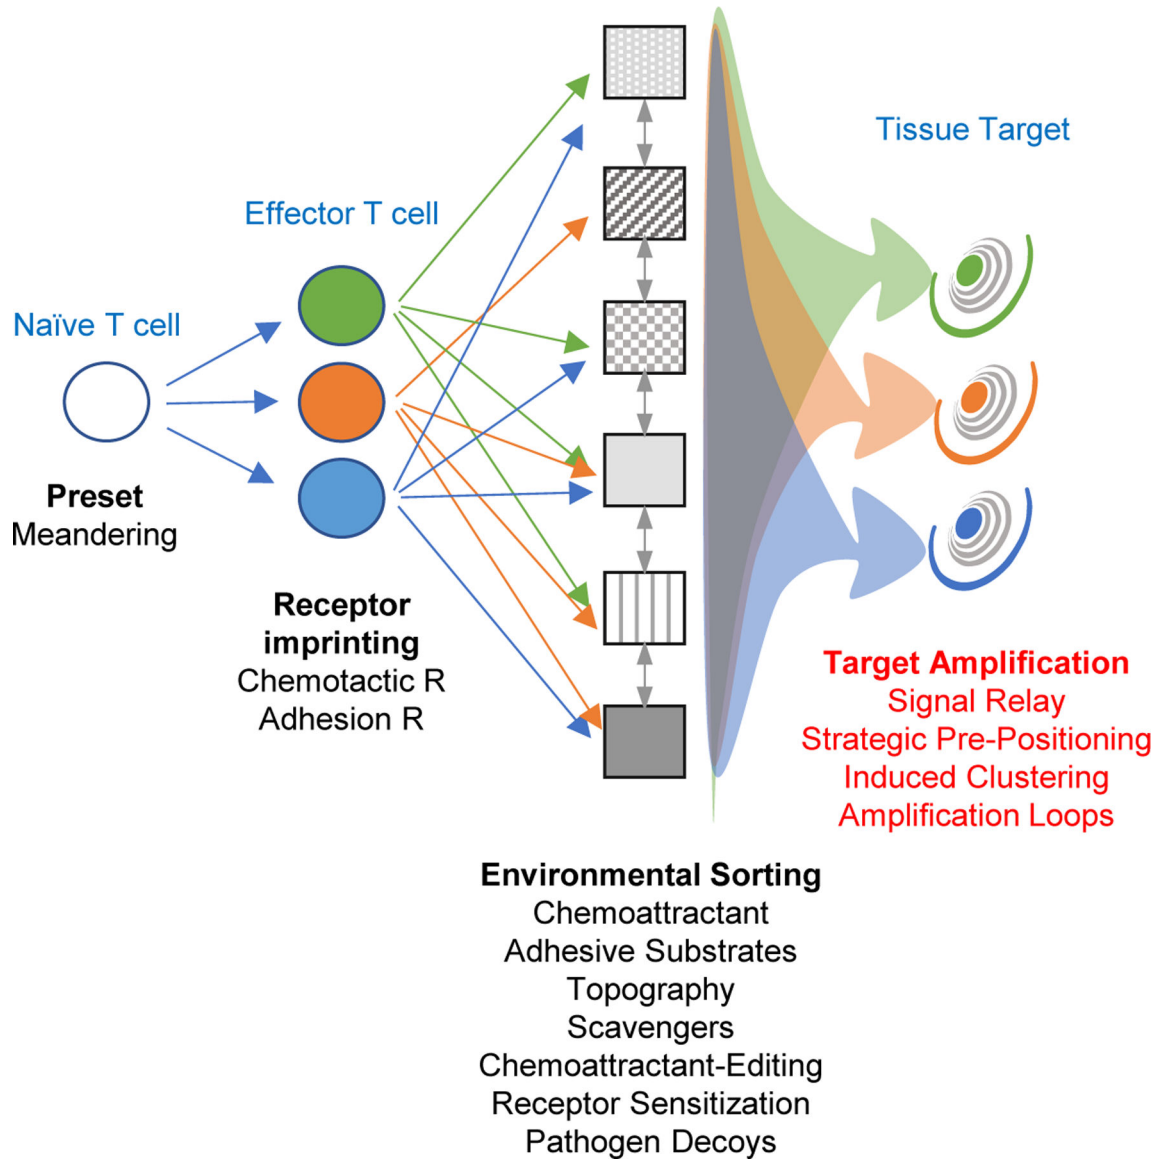 Tissue Target
Effector T cell
Naïve T cell
Preset
Meandering
Receptor
imprinting
Chemotactic R
Adhesion R
Target Amplification
Signal Relay
Strategic Pre-Positioning
Induced Clustering
Amplification Loops
Environmental Sorting
Chemoattractant
Adhesive Substrates
Topography
Scavengers
Chemoattractant-Editing
Receptor Sensitization
Pathogen Decoys